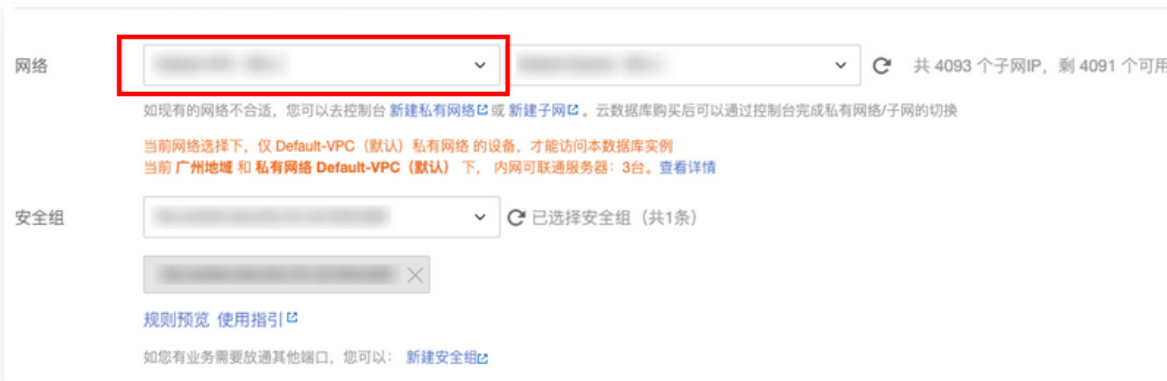 网络
共 4093 个子网IP，剩 4091 个可用
如现有的网络不合适，您可以去控制台 新建私有网络 或 新建子网 。云数据库购买后可以通过控制台完成私有网络/子网的切换
当前网络选择下，仅 Default-VPC（默认）私有网络 的设备，才能访问本数据库实例
当前 广州地域 和 私有网络 Default-VPC（默认） 下， 内网可联通服务器：3台。查看详情
安全组
已选择安全组（共1条）
规则预览 使用指引
如您有业务需要放通其他端口，您可以： 新建安全组